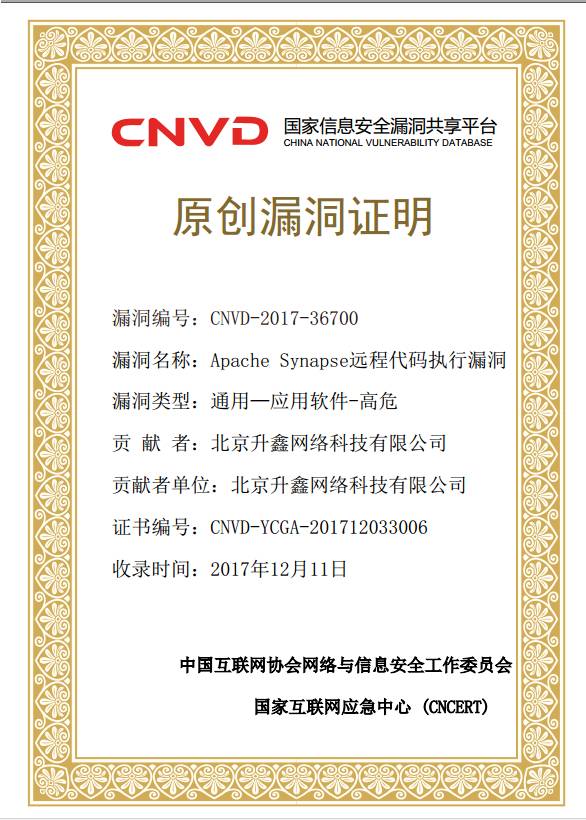 CNVD 国家信息安全漏洞共享平台
CHINA NATIONAL VULNERABILITY DATABASE
原创漏洞证明
漏洞编号：CNVD-2017-36700
漏洞名称：Apache Synapse远程代码执行漏洞
漏洞类型：通用—应用软件-高危
贡 献 者：北京升鑫网络科技有限公司
贡献者单位：北京升鑫网络科技有限公司
证书编号：CNVD-YCGA-201712033006
收录时间：2017年12月11日
中国互联网协会网络与信息安全工作委员会
国家互联网应急中心 (CNCERT)